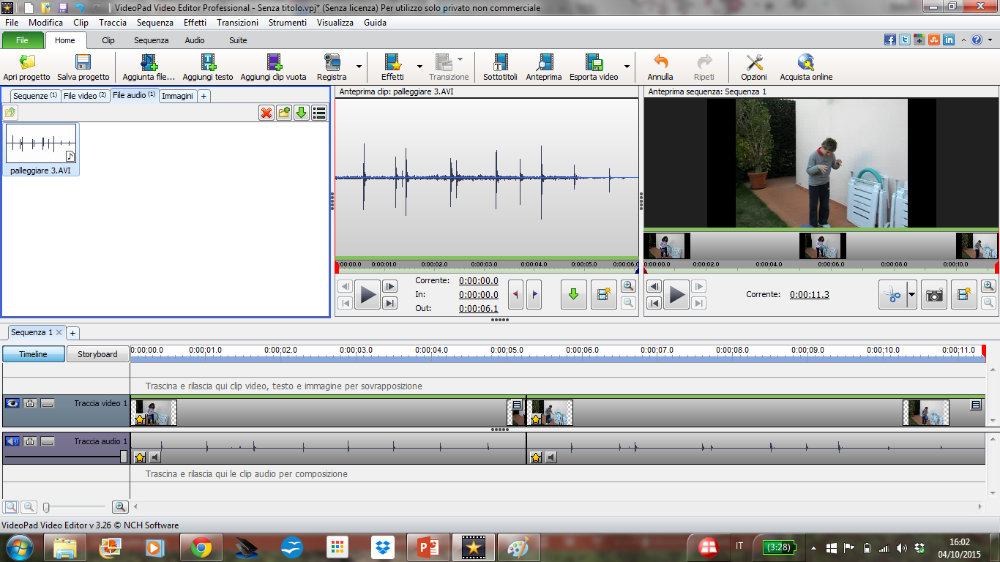 VideoPad Video Editor Professional - Senza titolo.vpj* (Senza licenza) Per utilizzo solo privato non commerciale
File Modifica Clip Traccia Sequenza Effetti Transizioni Strumenti Visualizza Guida
File Home Clip Sequenza Audio Suite
Apri progetto Salva progetto Aggiunta file... Aggiungi testo Aggiungi clip vuota Registra Effetti Transizione Sottotitoli Anteprima Esporta video Annulla Ripeti Opzioni Acquista online
Sequenze (1) File video (2) File audio (1) Immagini +
palleggiare 3.AVI
Anteprima clip: palleggiare 3.AVI
0:00:00.0 0:00:01.0 0:00:02.0 0:00:03.0 0:00:04.0 0:00:05.0 0:00:06.0
Corrente: 0:00:00.0
In: 0:00:00.0
Out: 0:00:06.1
Anteprima sequenza: Sequenza 1
0:00:00.0 0:00:02.0 0:00:04.0 0:00:06.0 0:00:08.0 0:00:10.0
Corrente: 0:00:11.3
Sequenza 1 +
Timeline Storyboard
0:00:00.0 0:00:01.0 0:00:02.0 0:00:03.0 0:00:04.0 0:00:05.0 0:00:06.0 0:00:07.0 0:00:08.0 0:00:09.0 0:00:10.0 0:00:11.0
Trascina e rilascia qui clip video, testo e immagine per sovrapposizione
Traccia video 1
Traccia audio 1
Trascina e rilascia qui le clip audio per composizione
VideoPad Video Editor v 3.26 © NCH Software
IT (3:28) 16:02
04/10/2015